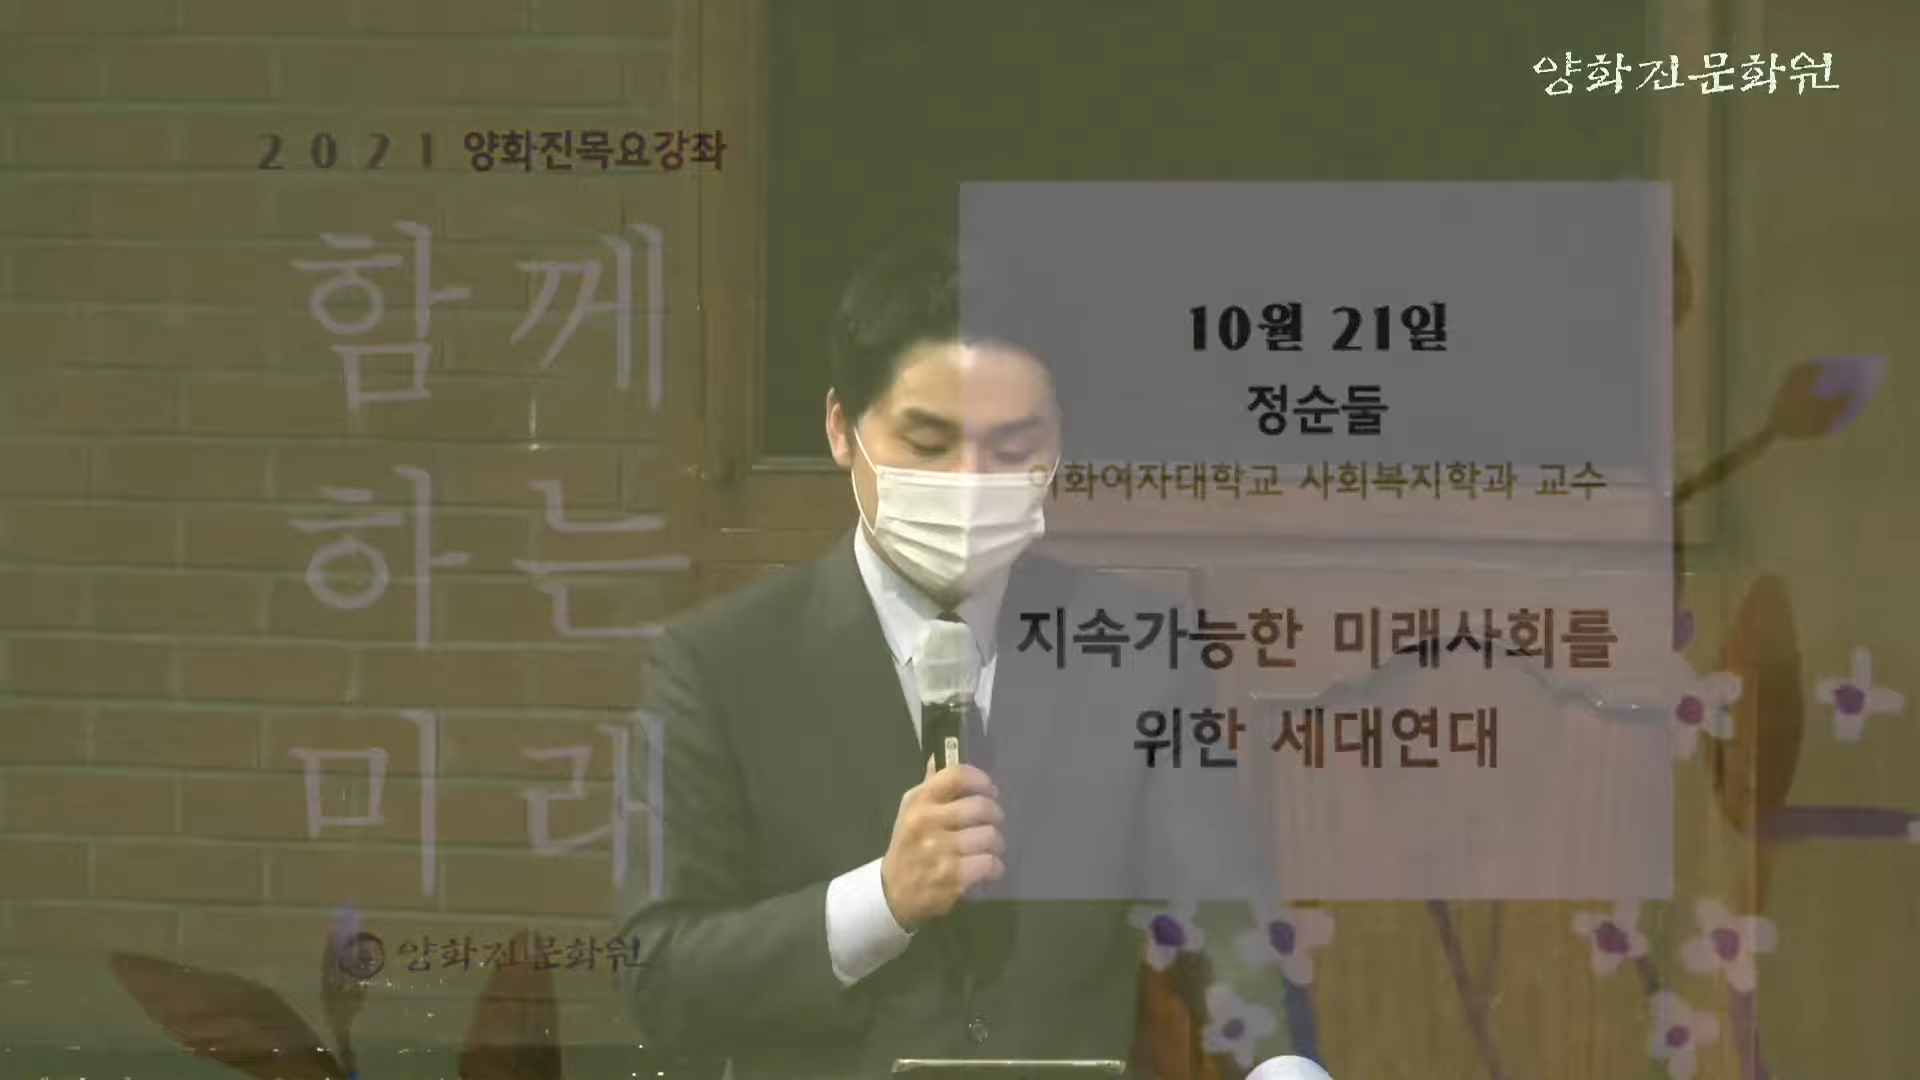 양화진문화원
2021 양화진목요강좌
함께
하는
미래
양화진문화원
10월 21일
정순둘
이화여자대학교 사회복지학과 교수
지속가능한 미래사회를
위한 세대연대